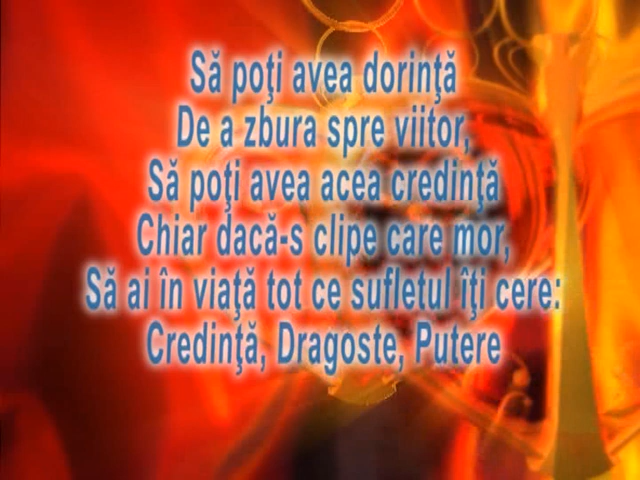 Să poţi avea dorinţă
De a zbura spre viitor,
Să poţi avea acea credinţă
Chiar dacă-s clipe care mor,
Să ai în viaţă tot ce sufletul îţi cere:
Credinţă, Dragoste, Putere